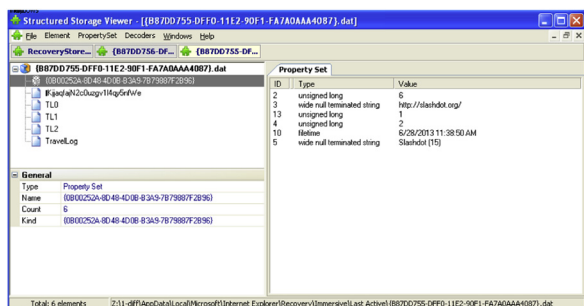 Structured Storage Viewer - [{B87DD755-DFF0-11E2-90F1-FA7A0AAA4087}.dat]
File Element PropertySet Decoders Windows Help
RecoveryStore... {B87DD756-DF... {B87DD755-DF...
{B87DD755-DFF0-11E2-90F1-FA7A0AAA4087}.dat
{0B00252A-8D48-4D0B-B3A9-7B79887F2B96}
TL0
TL1
TL2
TravelLog
General
Type Property Set
Name {0B00252A-8D48-4D0B-B3A9-7B79887F2B96}
Count 6
Kind {0B00252A-8D48-4D0B-B3A9-7B79887F2B96}
Property Set
ID Type Value
2 unsigned long 6
3 wide null terminated string http://slashdot.org/
13 unsigned long 1
4 unsigned long 2
10 filetime 6/28/2013 11:38:50 AM
5 wide null terminated string Slashdot (15)
Total: 6 elements Z:\1-diff\AppData\Local\Microsoft\Internet Explorer\Recovery\Immersive\Last Active\{B87DD755-DFF0-11E2-90F1-FA7A0AAA4087}.dat